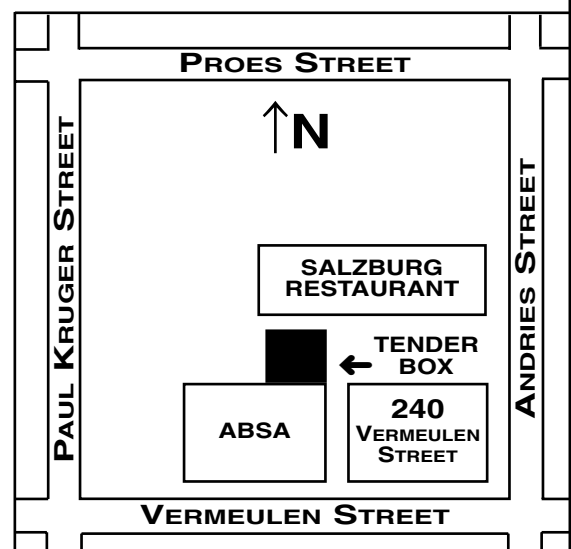 PROES STREET
N
PAUL KRUGER STREET
ANDRIES STREET
SALZBURG
RESTAURANT
TENDER
BOX
ABSA
240
VERMEULEN
STREET
VERMEULEN STREET